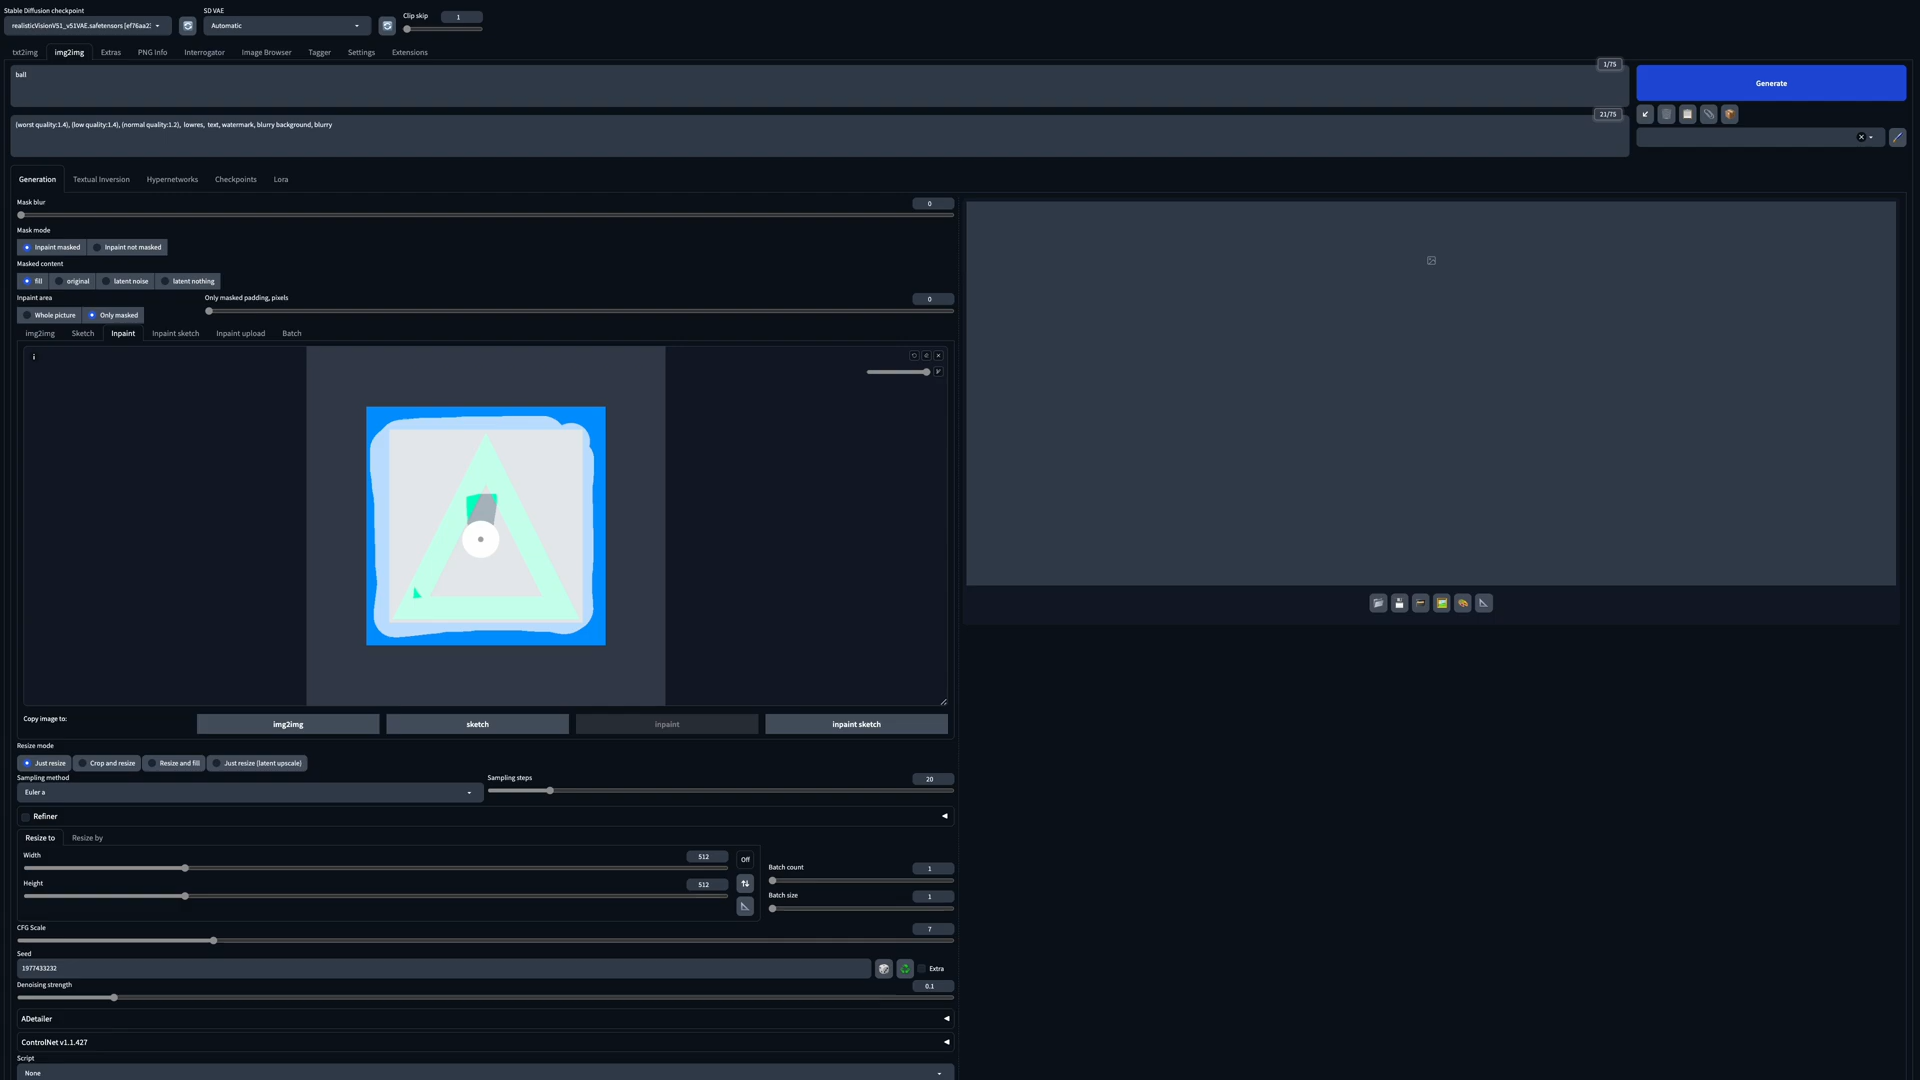 Stable Diffusion checkpoint
SD VAE
Clip skip
1
realisticVisionV51_v51VAE.safetensors [ef76aa2:
Automatic
txt2img
img2img
Extras
PNG Info
Interrogator
Image Browser
Tagger
Settings
Extensions
1/75
ball
Generate
21/75
(worst quality:1.4), (low quality:1.4), (normal quality:1.2), lowres, text, watermark, blurry background, blurry
Generation
Textual Inversion
Hypernetworks
Checkpoints
Lora
Mask blur
0
Mask mode
Inpaint masked
Inpaint not masked
Masked content
fill
original
latent noise
latent nothing
Inpaint area
Only masked padding, pixels
0
Whole picture
Only masked
img2img
Sketch
Inpaint
Inpaint sketch
Inpaint upload
Batch
Copy image to:
img2img
sketch
inpaint
inpaint sketch
Resize mode
Just resize
Crop and resize
Resize and fill
Just resize (latent upscale)
Sampling method
Sampling steps
20
Euler a
Refiner
Resize to
Resize by
Width
512
Off
Batch count
1
Height
512
Batch size
1
CFG Scale
7
Seed
1977433232
Extra
Denoising strength
0.1
ADetailer
ControlNet v1.1.427
Script
None